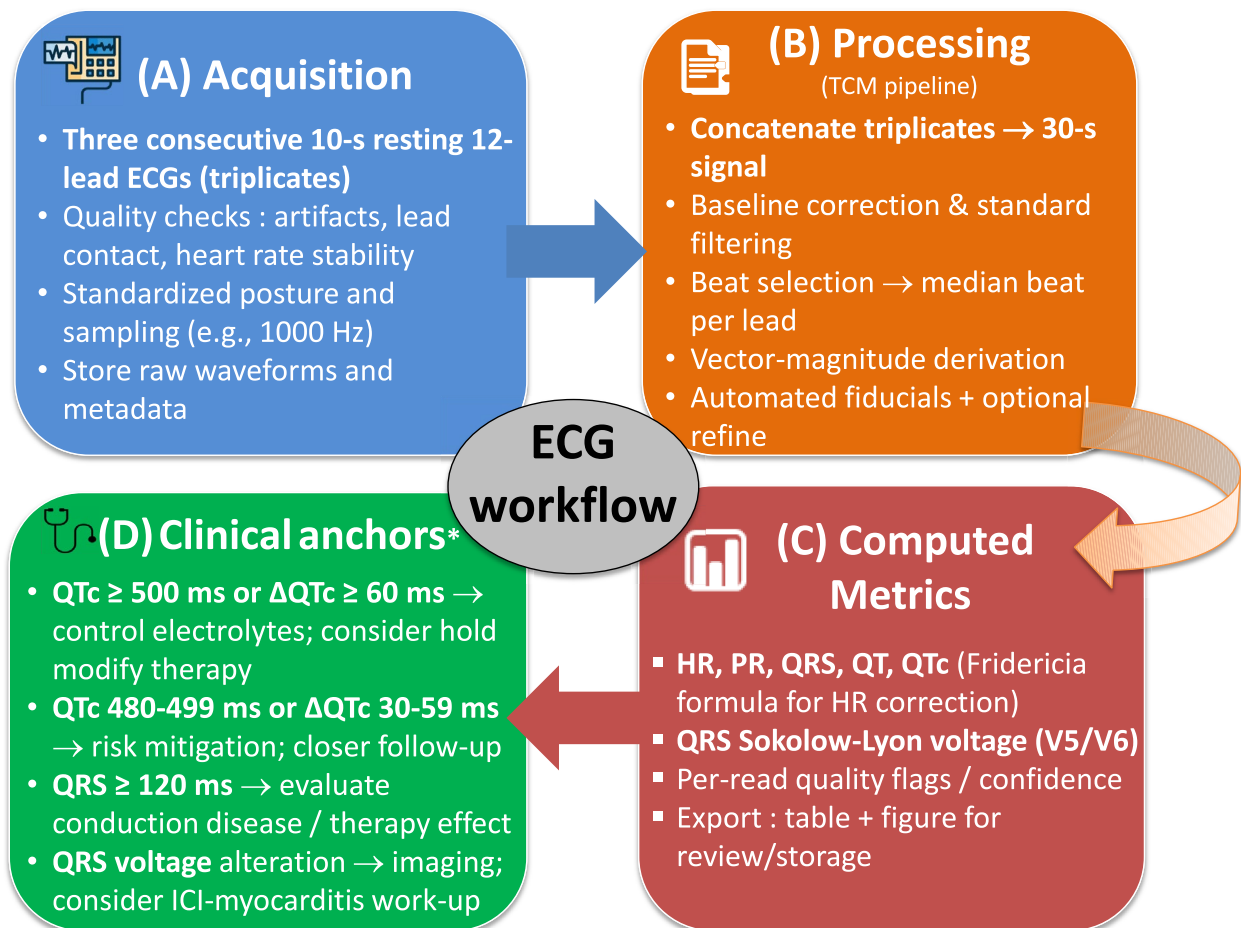 (A) Acquisition
• Three consecutive 10-s resting 12-
lead ECGs (triplicates)
• Quality checks : artifacts, lead
contact, heart rate stability
• Standardized posture and
sampling (e.g., 1000 Hz)
• Store raw waveforms and
metadata
(B) Processing
(TCM pipeline)
• Concatenate triplicates → 30-s
signal
• Baseline correction & standard
filtering
• Beat selection → median beat
per lead
• Vector-magnitude derivation
• Automated fiducials + optional
refine
ECG
workflow
(C) Computed
Metrics
▪ HR, PR, QRS, QT, QTc (Fridericia
formula for HR correction)
▪ QRS Sokolow-Lyon voltage (V5/V6)
▪ Per-read quality flags / confidence
▪ Export : table + figure for
review/storage
(D) Clinical anchors*
• QTc ≥ 500 ms or ΔQTc ≥ 60 ms →
control electrolytes; consider hold
modify therapy
• QTc 480-499 ms or ΔQTc 30-59 ms
→ risk mitigation; closer follow-up
• QRS ≥ 120 ms → evaluate
conduction disease / therapy effect
• QRS voltage alteration → imaging;
consider ICI-myocarditis work-up